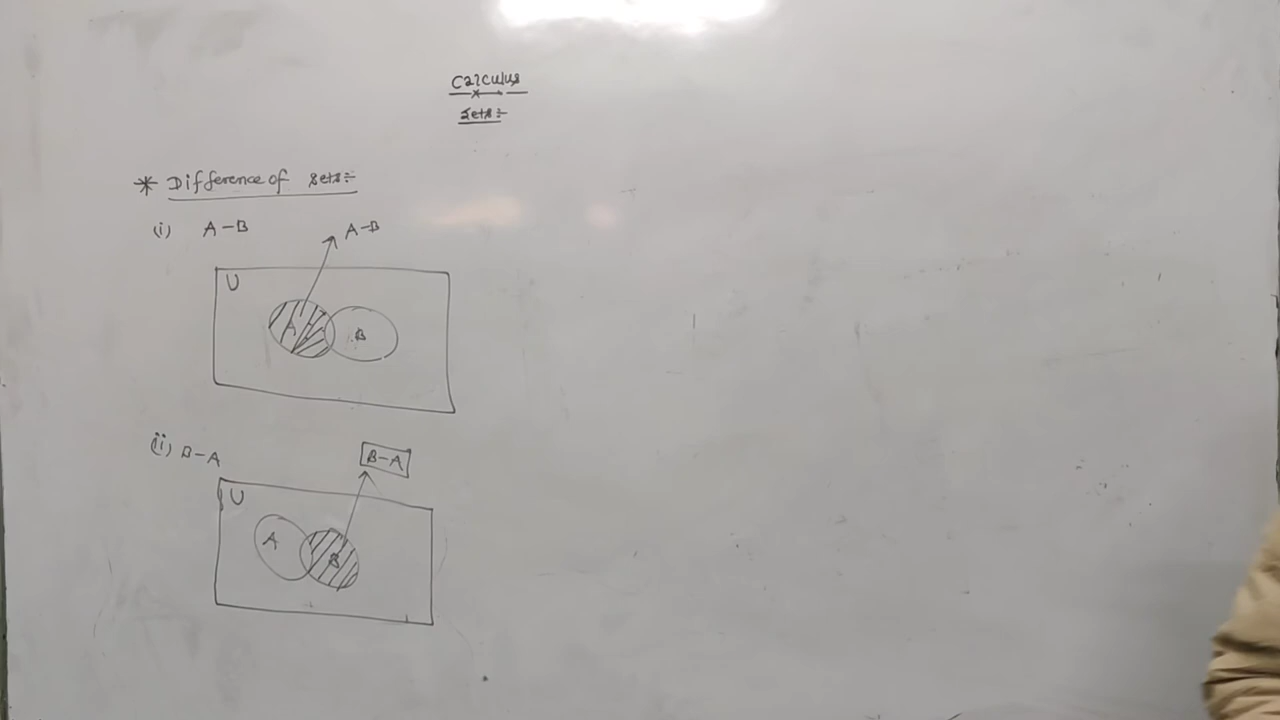 Calculus
Sets:-
* Difference of sets:-
(i) A-B
A-B
U
A
B
(ii) B-A
B-A
U
A
B